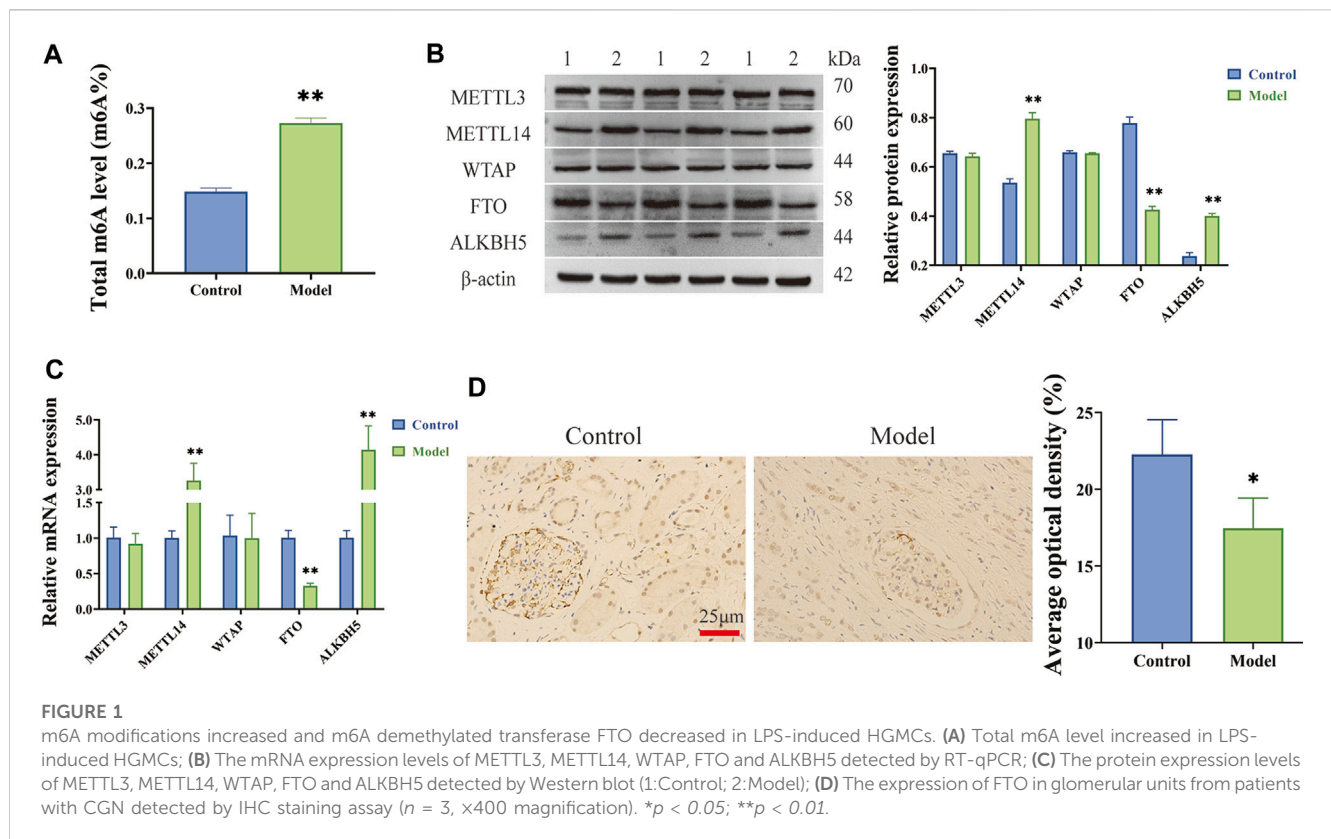 A
Total m6A level (m6A%)
0.3
0.2
0.1
0.0
**
Control
Model
B
1 2 1 2 1 2 kDa
METTL3 70
METTL14 60
WTAP 44
FTO 58
ALKBH5 44
β-actin 42
Relative protein expression
1.0
0.8
0.6
0.4
0.2
**
**
**
Control
Model
METTL3
METTL14
WTAP
FTO
ALKBH5
C
Relative mRNA expression
5.0
4.0
3.0
1.5
1.0
0.5
0.0
**
**
**
Control
Model
METTL3
METTL14
WTAP
FTO
ALKBH5
D
Control
Model
25μm
Average optical density (%)
25
20
15
10
*
Control
Model
FIGURE 1
m6A modifications increased and m6A demethylated transferase FTO decreased in LPS-induced HGMCs. (A) Total m6A level increased in LPS-
induced HGMCs; (B) The mRNA expression levels of METTL3, METTL14, WTAP, FTO and ALKBH5 detected by RT-qPCR; (C) The protein expression levels
of METTL3, METTL14, WTAP, FTO and ALKBH5 detected by Western blot (1:Control; 2:Model); (D) The expression of FTO in glomerular units from patients
with CGN detected by IHC staining assay (n = 3, ×400 magnification). *p < 0.05; **p < 0.01.